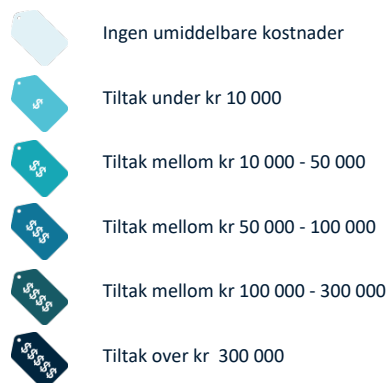 Ingen umiddelbare kostnader
$
Tiltak under kr 10 000
$$
Tiltak mellom kr 10 000 - 50 000
$$$
Tiltak mellom kr 50 000 - 100 000
$$$$
Tiltak mellom kr 100 000 - 300 000
$$$$$
Tiltak over kr 300 000